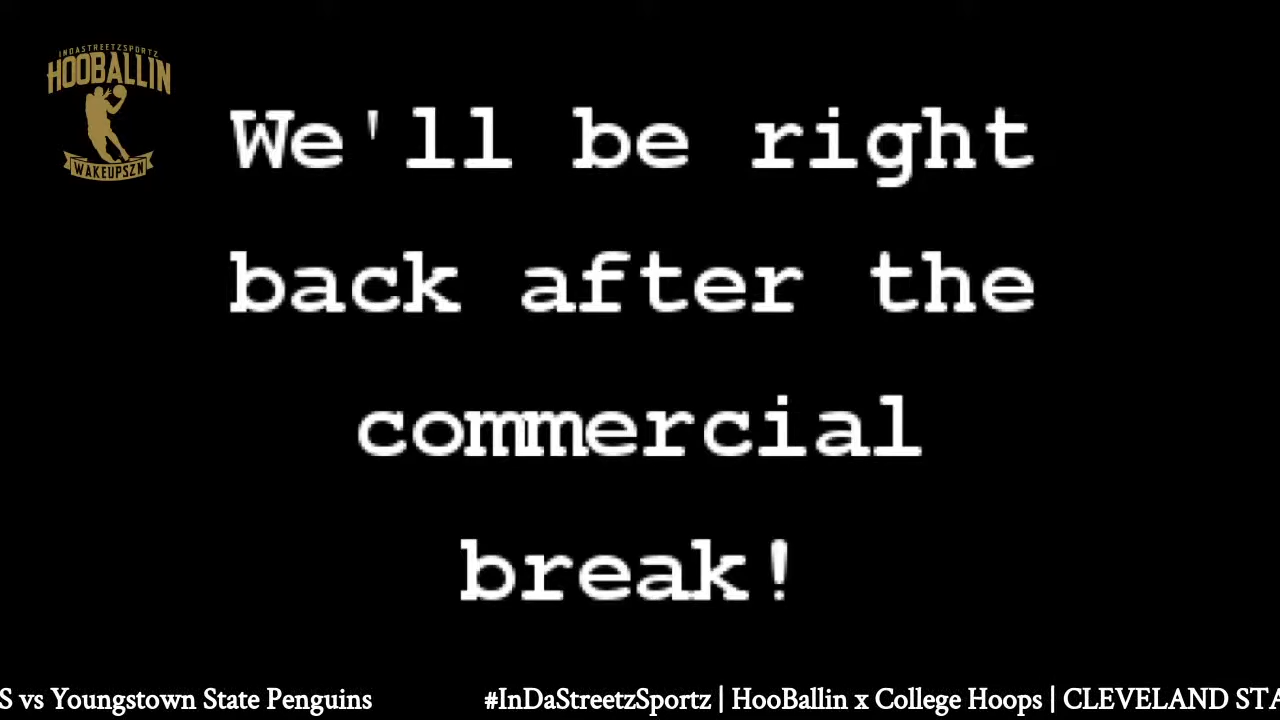 INDASTREETZSPORTZ
HOOBALLIN
WAKEUPSZN
We'll be right
back after the
commercial
break!
S vs Youngstown State Penguins #InDaStreetzSportz | HooBallin x College Hoops | CLEVELAND STA